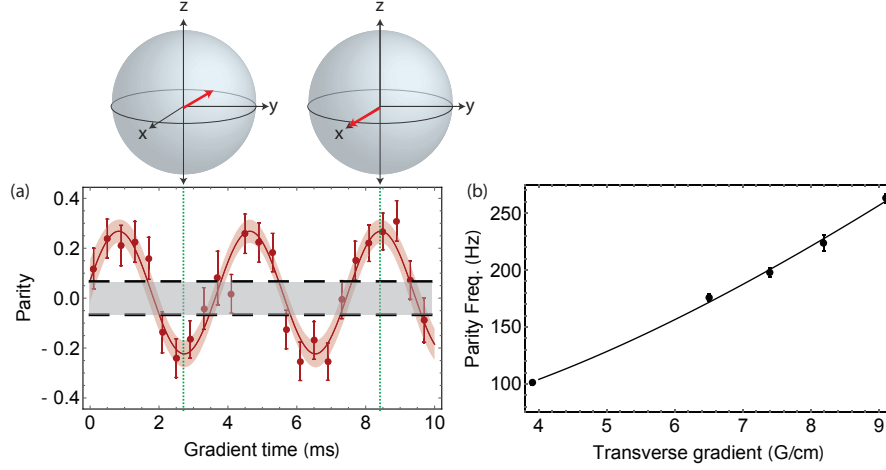 z
z
y
y
x
x
(a)
(b)
0.4
0.2
0.0
- 0.2
- 0.4
Parity
0
2
4
6
8
10
Gradient time (ms)
250
200
150
100
Parity Freq. (Hz)
4
5
6
7
8
9
Transverse gradient (G/cm)